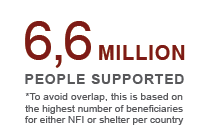 6,6 MILLION
PEOPLE SUPPORTED
*To avoid overlap, this is based on
the highest number of beneficiaries
for either NFI or shelter per country